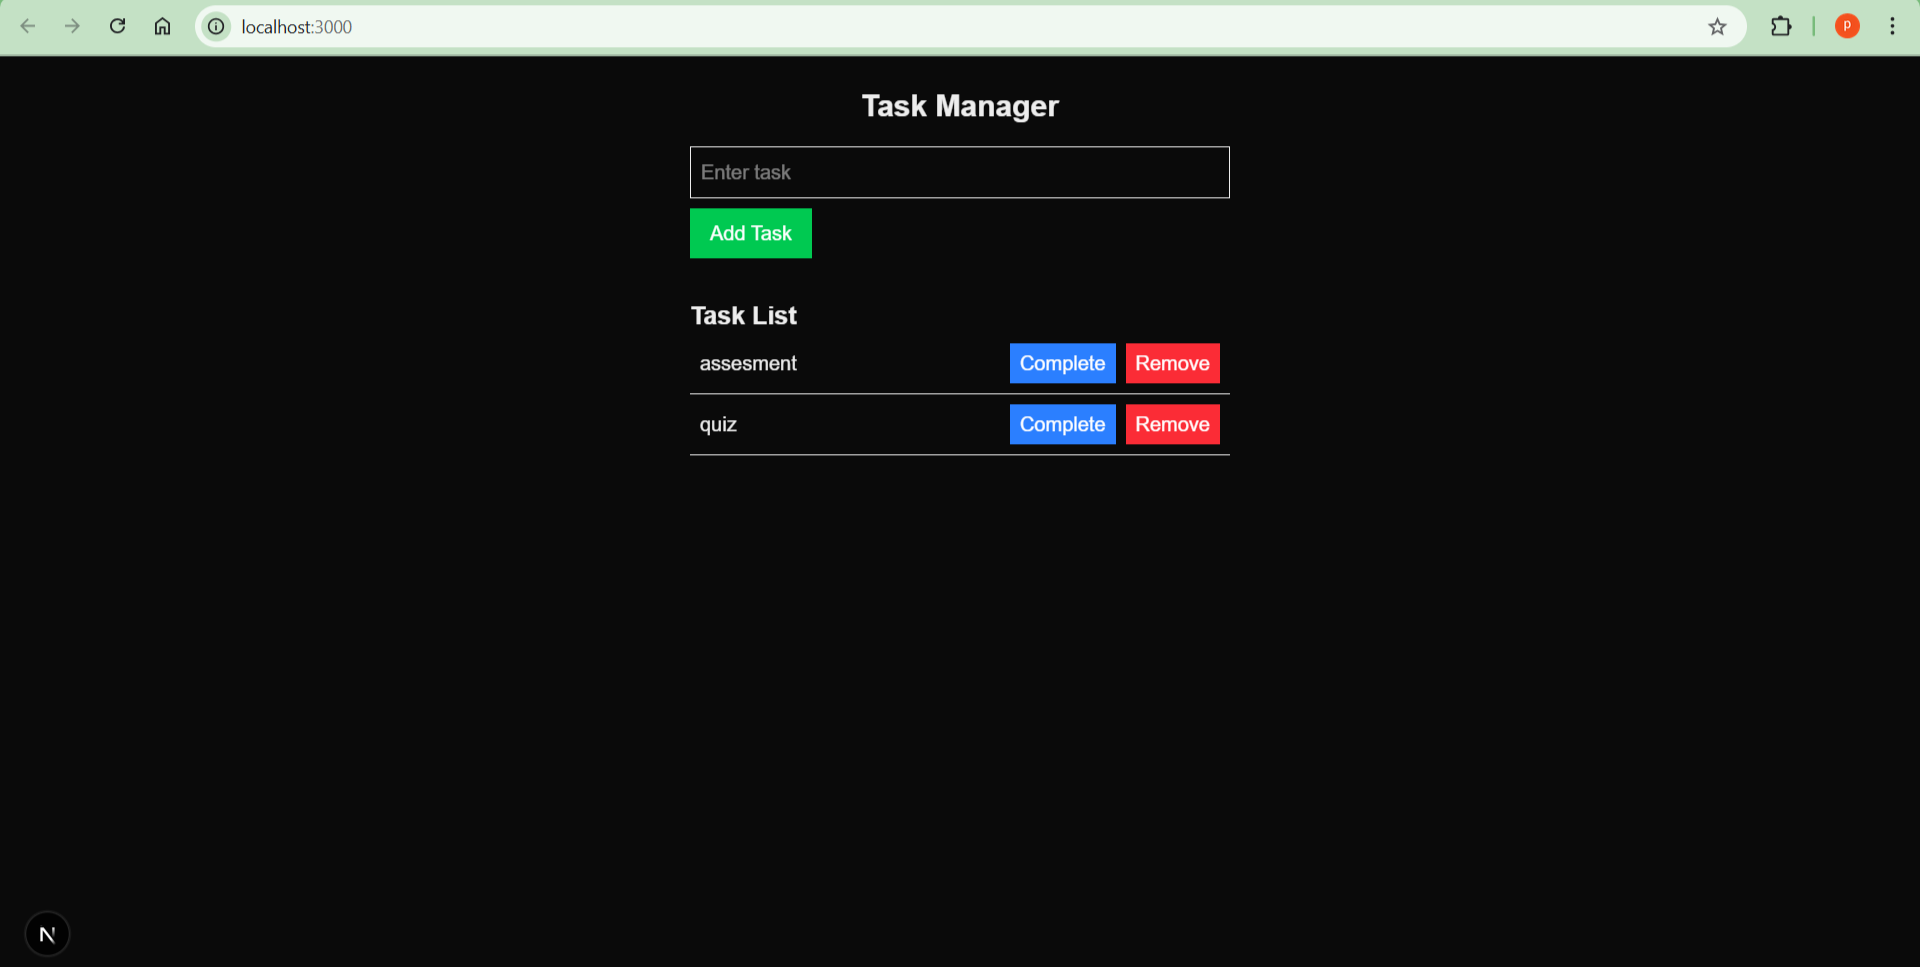 localhost:3000
P
Task Manager
Enter task
Add Task
Task List
assesment Complete Remove
quiz Complete Remove
N